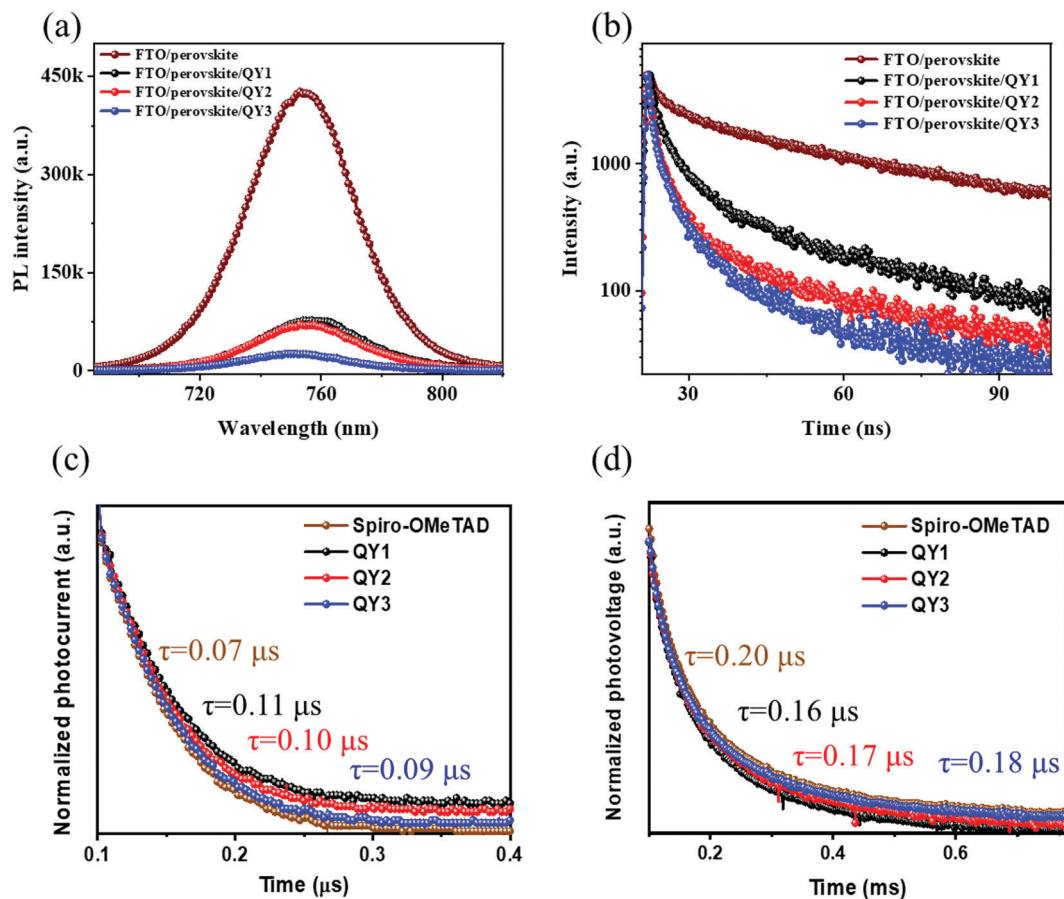 (a)
FTO/perovskite
FTO/perovskite/QY1
FTO/perovskite/QY2
FTO/perovskite/QY3
450k
300k
150k
0
PL intensity (a.u.)
720 760 800
Wavelength (nm)
(b)
FTO/perovskite
FTO/perovskite/QY1
FTO/perovskite/QY2
FTO/perovskite/QY3
1000
100
Intensity (a.u.)
30 60 90
Time (ns)
(c)
Spiro-OMeTAD
QY1
QY2
QY3
τ=0.07 μs
τ=0.11 μs
τ=0.10 μs
τ=0.09 μs
Normalized photocurrent (a.u.)
0.1 0.2 0.3 0.4
Time (μs)
(d)
Spiro-OMeTAD
QY1
QY2
QY3
τ=0.20 μs
τ=0.16 μs
τ=0.17 μs
τ=0.18 μs
Normalized photovoltage (a.u.)
0.2 0.4 0.6
Time (ms)